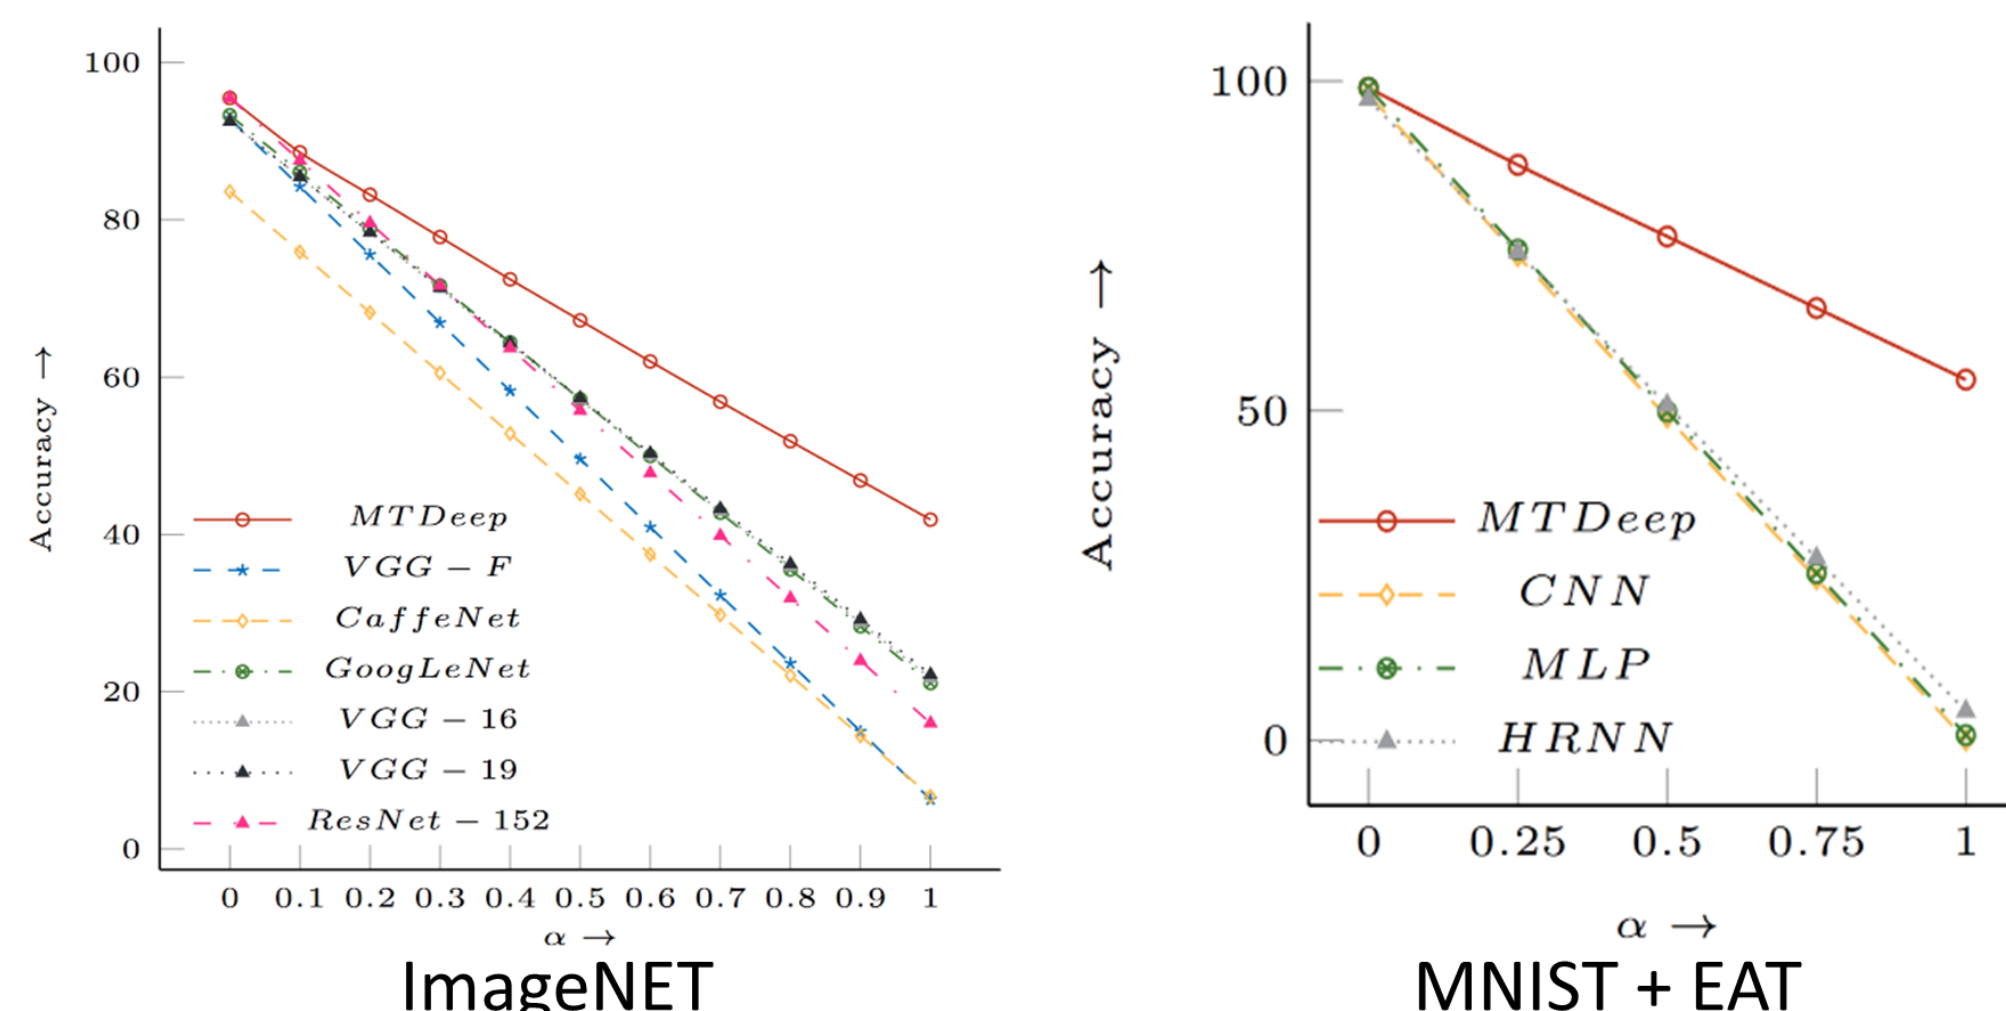 100
80
60
40
20
0
Accuracy →
MTDeep
VGG − F
CaffeNet
GoogLeNet
VGG − 16
VGG − 19
ResNet − 152
0 0.1 0.2 0.3 0.4 0.5 0.6 0.7 0.8 0.9 1
α →
ImageNET
100
50
0
Accuracy →
MTDeep
CNN
MLP
HRNN
0 0.25 0.5 0.75 1
α →
MNIST + EAT